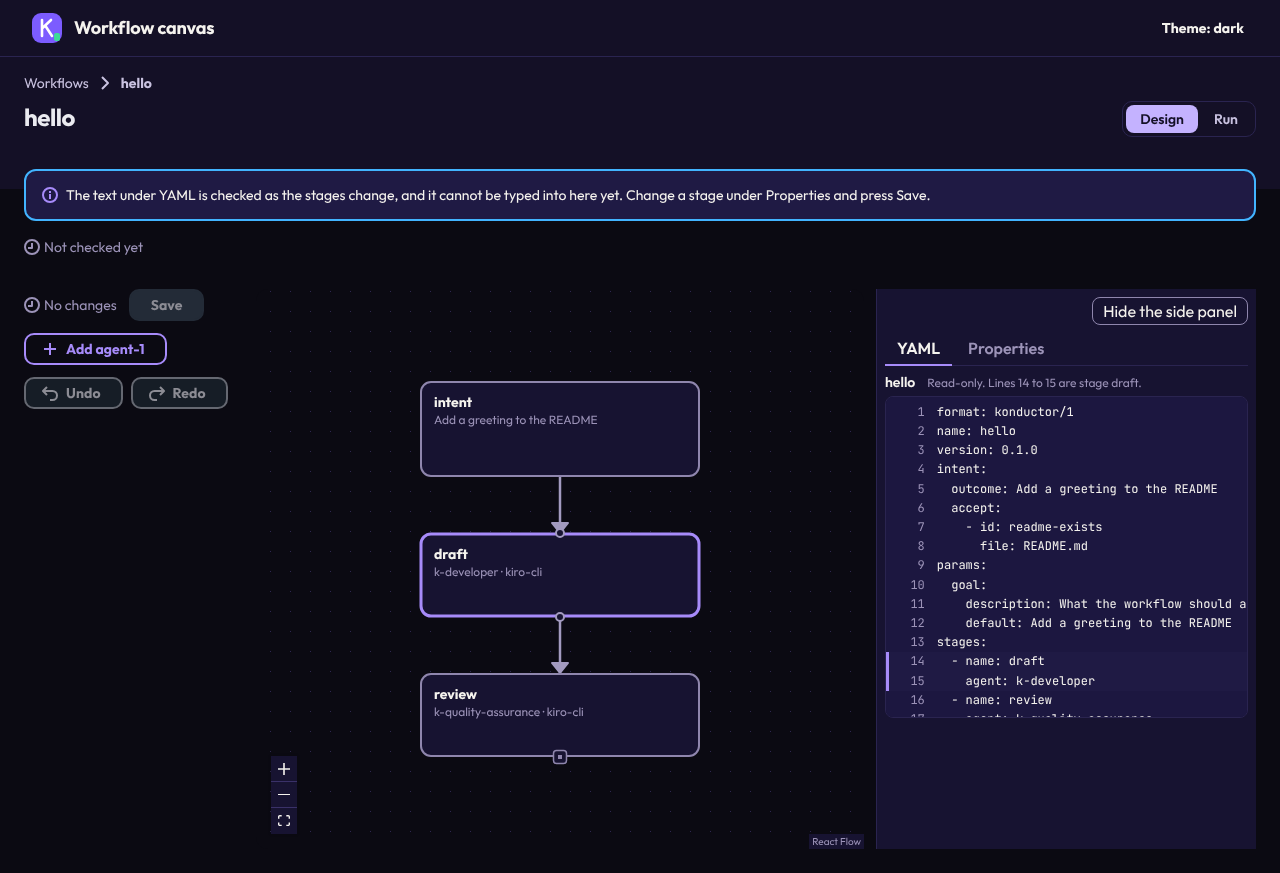 K
Workflow canvas
Theme: dark
Workflows
hello
hello
Design
Run
The text under YAML is checked as the stages change, and it cannot be typed into here yet. Change a stage under Properties and press Save.
Not checked yet
No changes
Save
Add agent-1
Undo
Redo
intent
Add a greeting to the README
draft
k-developer · kiro-cli
review
k-quality-assurance · kiro-cli
React Flow
Hide the side panel
YAML
Properties
hello
Read-only. Lines 14 to 15 are stage draft.
1 format: konductor/1
2 name: hello
3 version: 0.1.0
4 intent:
5   outcome: Add a greeting to the README
6   accept:
7     - id: readme-exists
8       file: README.md
9 params:
10   goal:
11     description: What the workflow should a
12     default: Add a greeting to the README
13 stages:
14   - name: draft
15     agent: k-developer
16   - name: review